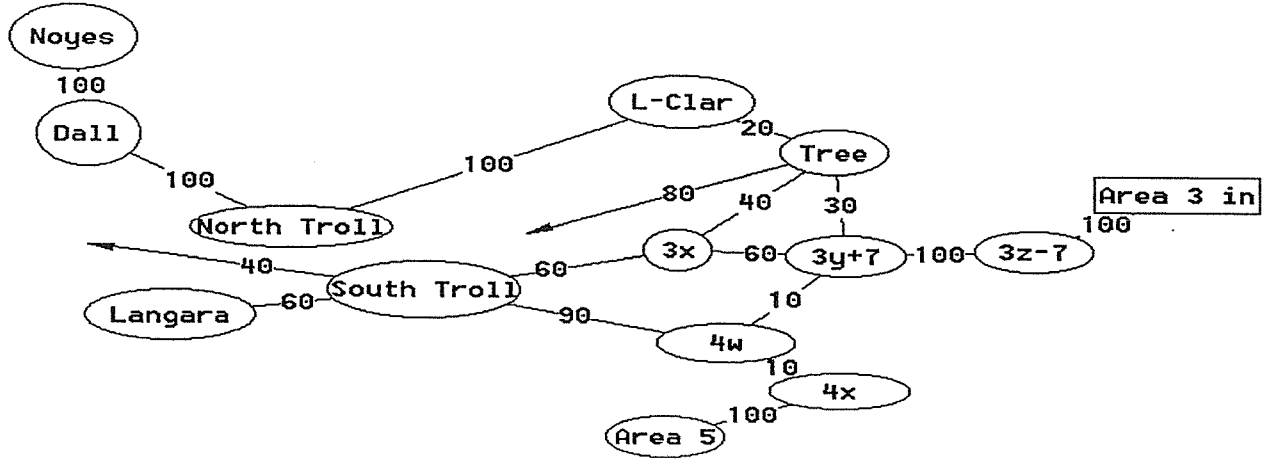 Noyes
100
Dall
100
North Troll
100
L-Clar
20
Tree
80
40
30
Area 3 in
100
3z-7
100
3y+7
60
3x
60
40
South Troll
60
Langara
90
10
4w
10
4x
100
Area 5